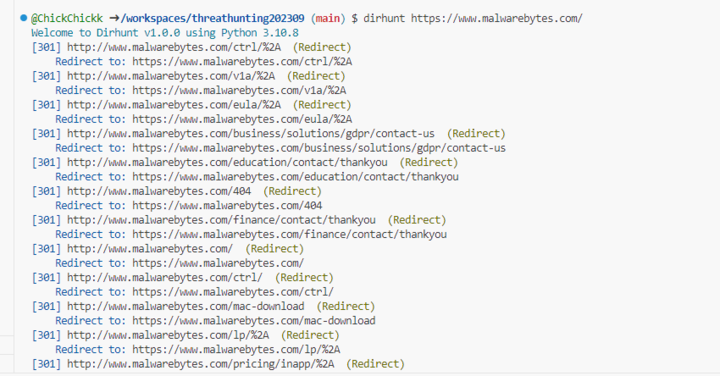 @ChickChickk ➜/workspaces/threathunting202309 (main) $ dirhunt https://www.malwarebytes.com/
Welcome to Dirhunt v1.0.0 using Python 3.10.8
[301] http://www.malwarebytes.com/ctrl/%2A  (Redirect)
    Redirect to: https://www.malwarebytes.com/ctrl/%2A
[301] http://www.malwarebytes.com/v1a/%2A  (Redirect)
    Redirect to: https://www.malwarebytes.com/v1a/%2A
[301] http://www.malwarebytes.com/eula/%2A  (Redirect)
    Redirect to: https://www.malwarebytes.com/eula/%2A
[301] http://www.malwarebytes.com/business/solutions/gdpr/contact-us  (Redirect)
    Redirect to: https://www.malwarebytes.com/business/solutions/gdpr/contact-us
[301] http://www.malwarebytes.com/education/contact/thankyou  (Redirect)
    Redirect to: https://www.malwarebytes.com/education/contact/thankyou
[301] http://www.malwarebytes.com/404  (Redirect)
    Redirect to: https://www.malwarebytes.com/404
[301] http://www.malwarebytes.com/finance/contact/thankyou  (Redirect)
    Redirect to: https://www.malwarebytes.com/finance/contact/thankyou
[301] http://www.malwarebytes.com/  (Redirect)
    Redirect to: https://www.malwarebytes.com/
[301] http://www.malwarebytes.com/ctrl/  (Redirect)
    Redirect to: https://www.malwarebytes.com/ctrl/
[301] http://www.malwarebytes.com/mac-download  (Redirect)
    Redirect to: https://www.malwarebytes.com/mac-download
[301] http://www.malwarebytes.com/lp/%2A  (Redirect)
    Redirect to: https://www.malwarebytes.com/lp/%2A
[301] http://www.malwarebytes.com/pricing/inapp/%2A  (Redirect)